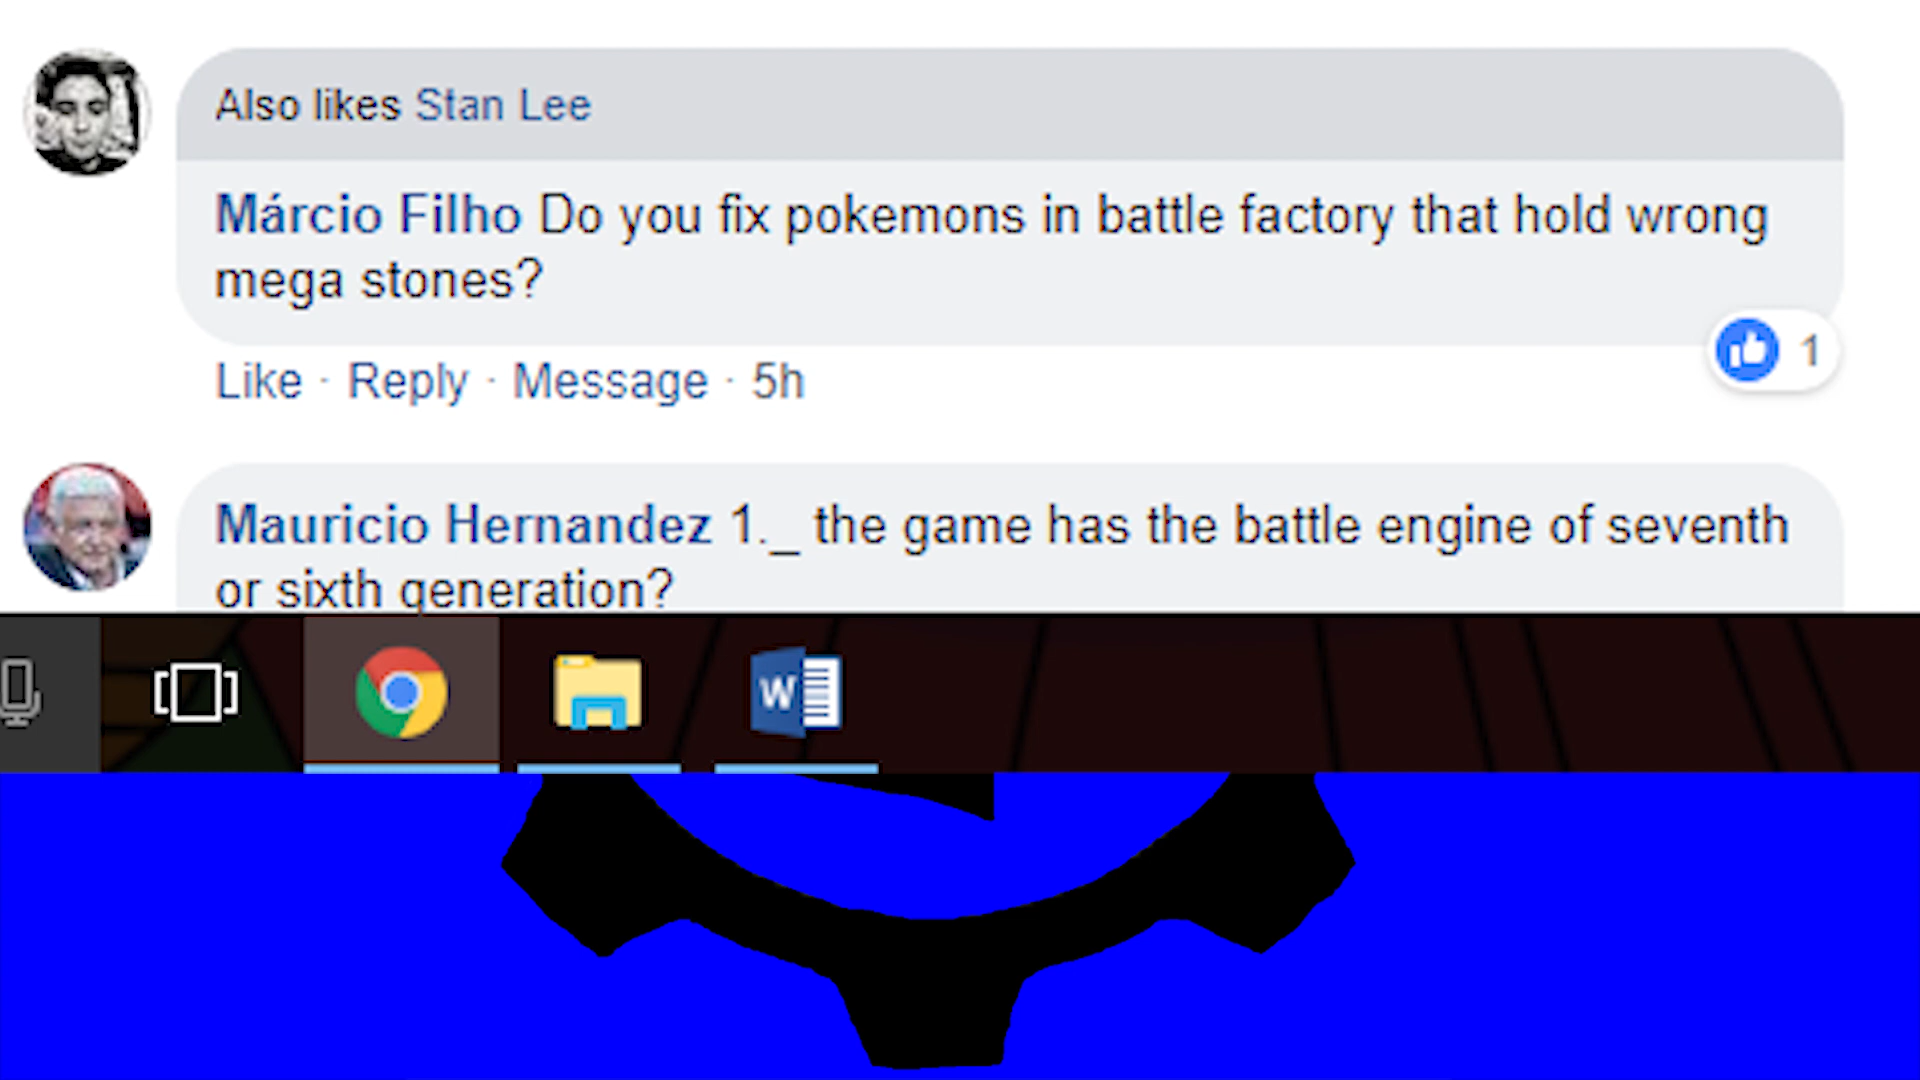 Also likes Stan Lee
Márcio Filho Do you fix pokemons in battle factory that hold wrong
mega stones?
Like · Reply · Message · 5h
1
Mauricio Hernandez 1._ the game has the battle engine of seventh
or sixth generation?
W